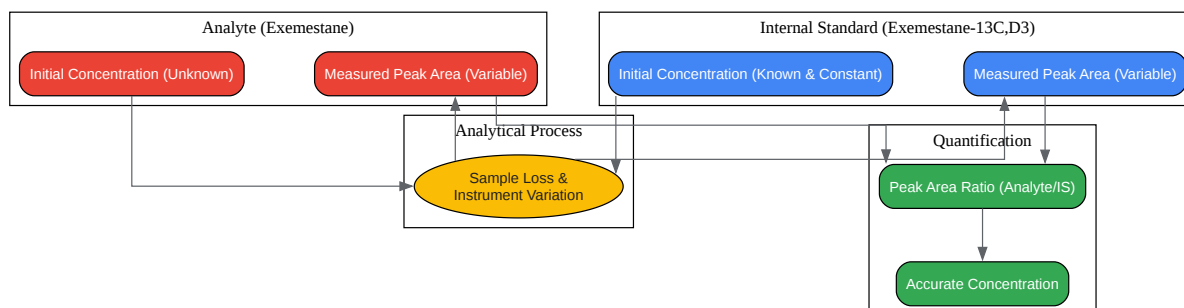 Analyte (Exemestane)
Initial Concentration (Unknown)
Measured Peak Area (Variable)
Internal Standard (Exemestane-13C,D3)
Initial Concentration (Known & Constant)
Measured Peak Area (Variable)
Analytical Process
Sample Loss &
Instrument Variation
Quantification
Peak Area Ratio (Analyte/IS)
Accurate Concentration